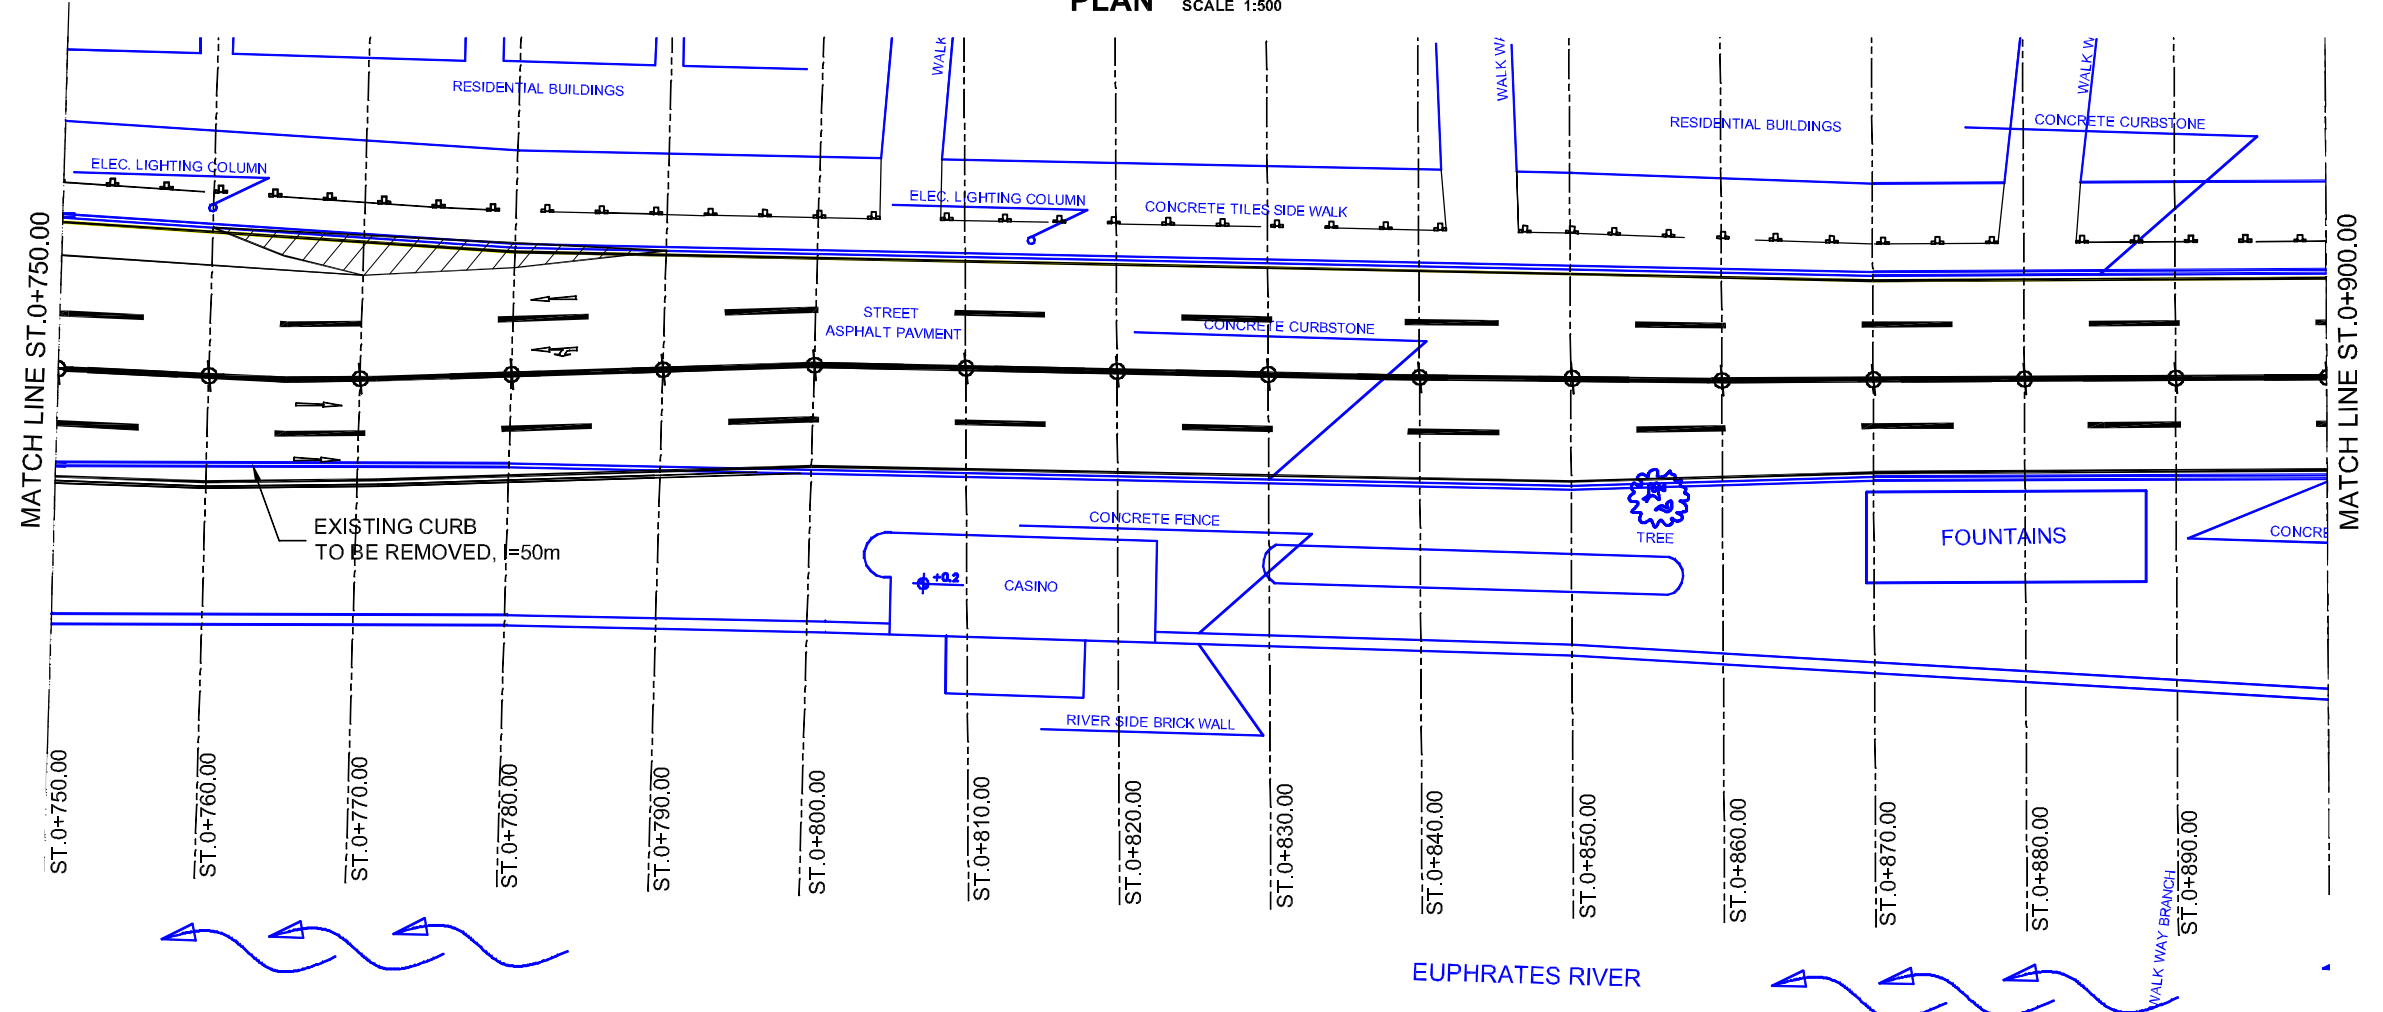 PLAN SCALE 1:500
WALK
WALK WA
WALK W
RESIDENTIAL BUILDINGS
RESIDENTIAL BUILDINGS
CONCRETE CURBSTONE
ELEC. LIGHTING COLUMN
ELEC. LIGHTING COLUMN
CONCRETE TILES SIDE WALK
MATCH LINE ST.0+750.00
MATCH LINE ST.0+900.00
STREET
ASPHALT PAVMENT
CONCRETE CURBSTONE
EXISTING CURB
TO BE REMOVED, l=50m
CONCRETE FENCE
TREE
FOUNTAINS
CONCRE
+0.2
CASINO
RIVER SIDE BRICK WALL
ST.0+750.00
ST.0+760.00
ST.0+770.00
ST.0+780.00
ST.0+790.00
ST.0+800.00
ST.0+810.00
ST.0+820.00
ST.0+830.00
ST.0+840.00
ST.0+850.00
ST.0+860.00
ST.0+870.00
ST.0+880.00
ST.0+890.00
WALK WAY BRANCH
EUPHRATES RIVER